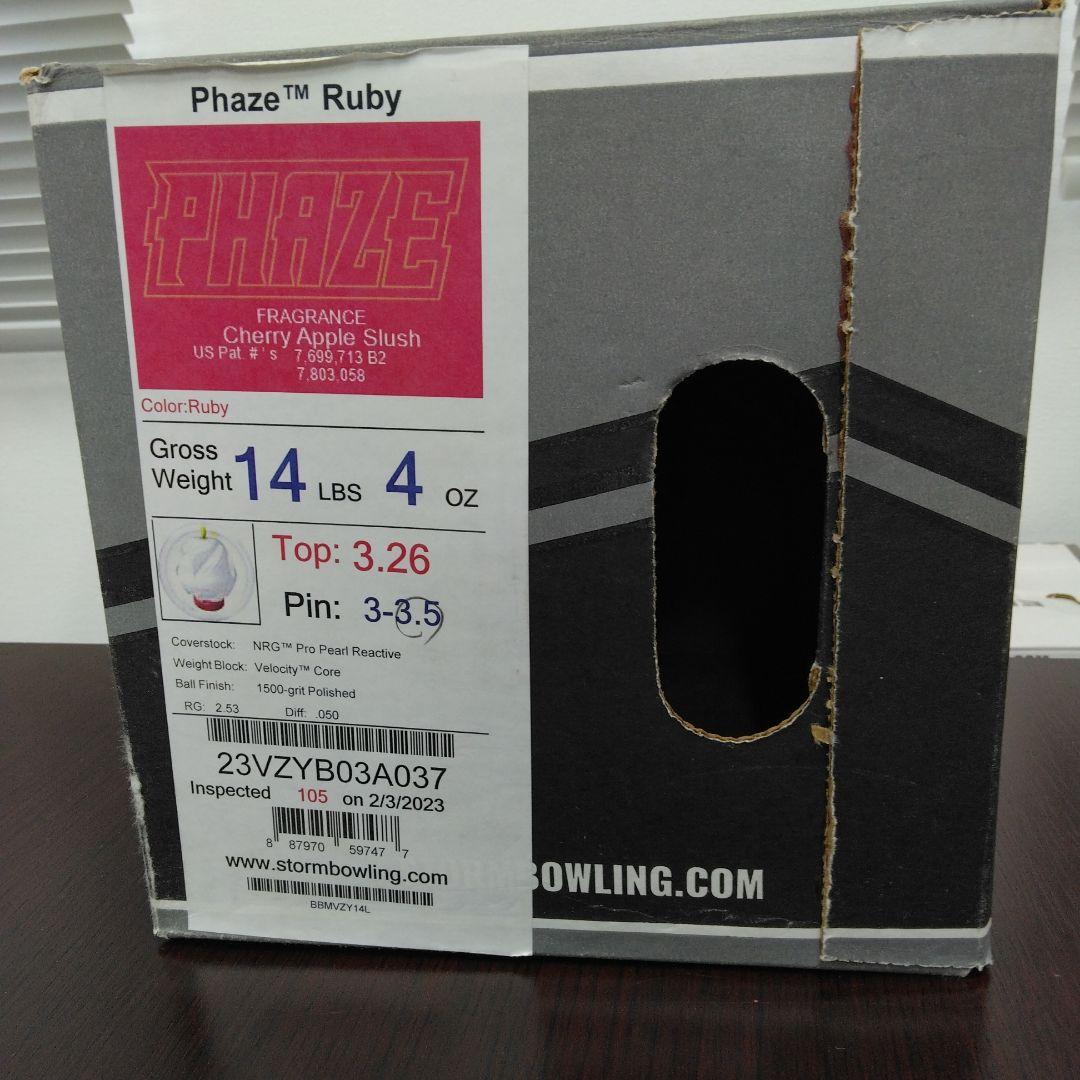 Phaze™ Ruby
PHAZE
FRAGRANCE
Cherry Apple Slush
US Pat. #'s 7,699,713 B2
7,803,058
Color:Ruby
Gross Weight 14 LBS 4 OZ
Top: 3.26
Pin: 3-3.5
Coverstock: NRG™ Pro Pearl Reactive
Weight Block: Velocity™ Core
Ball Finish: 1500-grit Polished
RG: 2.53 Diff: .050
23VZYB03A037
Inspected 105 on 2/3/2023
8 87970 59747 7
www.stormbowling.com
BBMVZY14L
RMBOWLING.COM